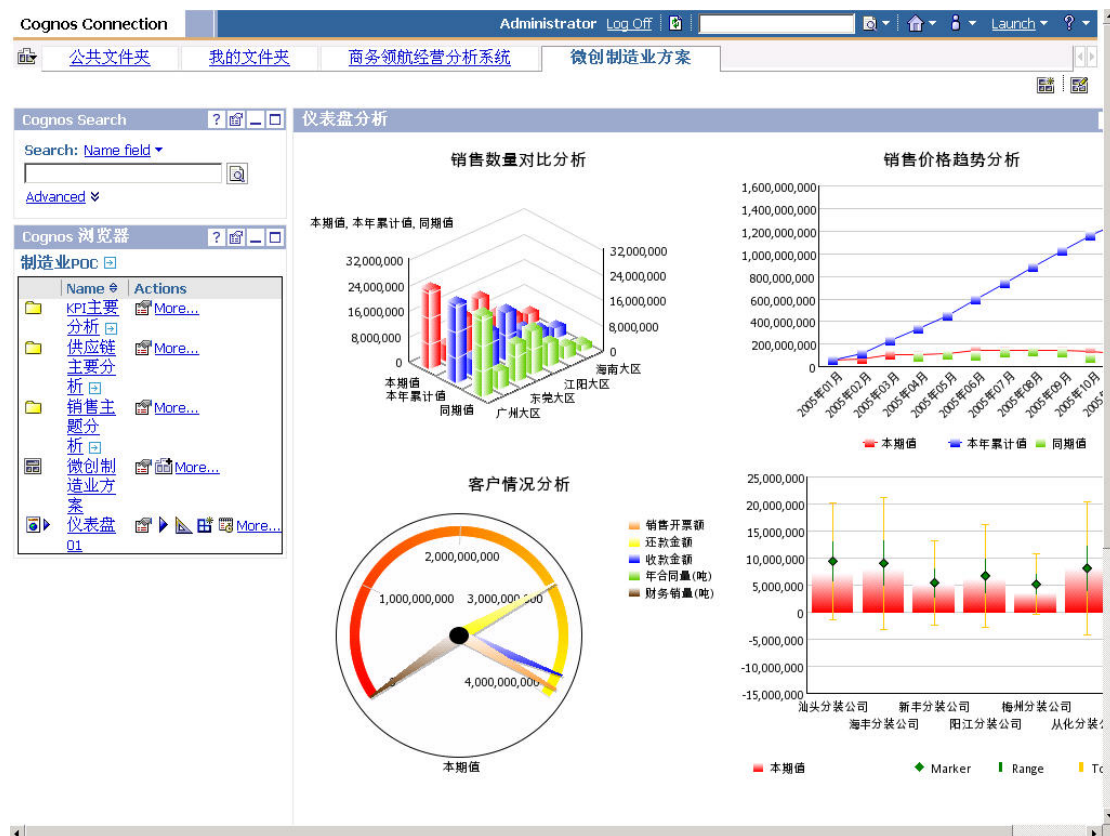 Cognos Connection
Administrator Log Off
Launch ?
公共文件夹 我的文件夹 商务领航经营分析系统 微创制造业方案
Cognos Search ?
Search: Name field
Advanced
Cognos 浏览器 ?
制造业POC
Name Actions
KPI主要 More...
分析
供应链 More...
主要分
析
销售主 More...
题分
析
微创制 More...
造业方
案
仪表盘 More...
01
仪表盘分析
销售数量对比分析
本期值, 本年累计值, 同期值
32,000,000
24,000,000
16,000,000
8,000,000
0
32,000,000
24,000,000
16,000,000
8,000,000
0
海南大区
江阳大区
东莞大区
广州大区
本期值
本年累计值
同期值
销售价格趋势分析
1,600,000,000
1,400,000,000
1,200,000,000
1,000,000,000
800,000,000
600,000,000
400,000,000
200,000,000
0
2005年01月 2005年02月 2005年03月 2005年04月 2005年05月 2005年06月 2005年07月 2005年08月 2005年09月 2005年10月 2005
本期值 本年累计值 同期值
客户情况分析
0
1,000,000,000
2,000,000,000
3,000,000,000
4,000,000,000
本期值
销售开票额
还款金额
收款金额
年合同量(吨)
财务销量(吨)
25,000,000
20,000,000
15,000,000
10,000,000
5,000,000
0
-5,000,000
-10,000,000
-15,000,000
汕头分装公司 新丰分装公司 梅州分装公司
海丰分装公司 阳江分装公司 从化分装
本期值 Marker Range To